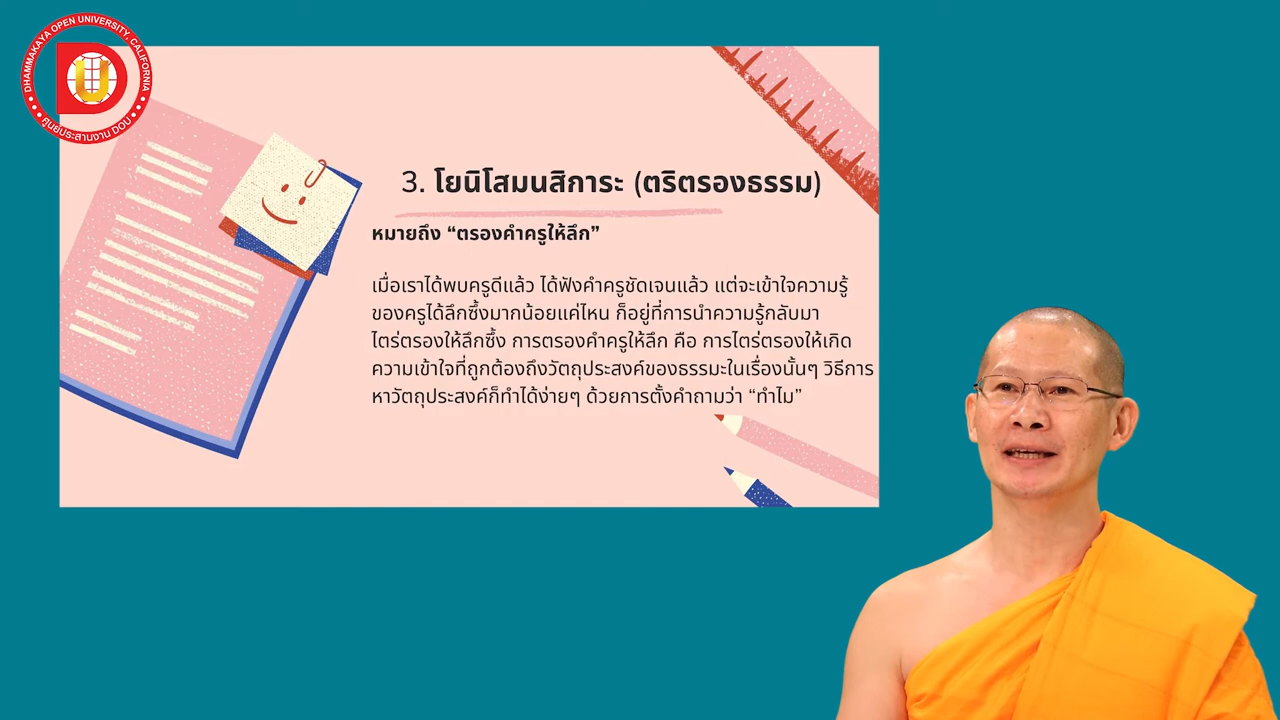 DHAMMAKAYA OPEN UNIVERSITY, CALIFORNIA
DU
ศูนย์ประสานงาน DOU
3. โยนิโสมนสิการะ (ตริตรองธรรม)
หมายถึง “ตรองคำครูให้ลึก”
เมื่อเราได้พบครูดีแล้ว ได้ฟังคำครูชัดเจนแล้ว แต่จะเข้าใจความรู้
ของครูได้ลึกซึ้งมากน้อยแค่ไหน ก็อยู่ที่การนำความรู้กลับมา
ไตร่ตรองให้ลึกซึ้ง การตรองคำครูให้ลึก คือ การไตร่ตรองให้เกิด
ความเข้าใจที่ถูกต้องถึงวัตถุประสงค์ของธรรมะในเรื่องนั้นๆ วิธีการ
หาวัตถุประสงค์ก็ทำได้ง่ายๆ ด้วยการตั้งคำถามว่า “ทำไม”